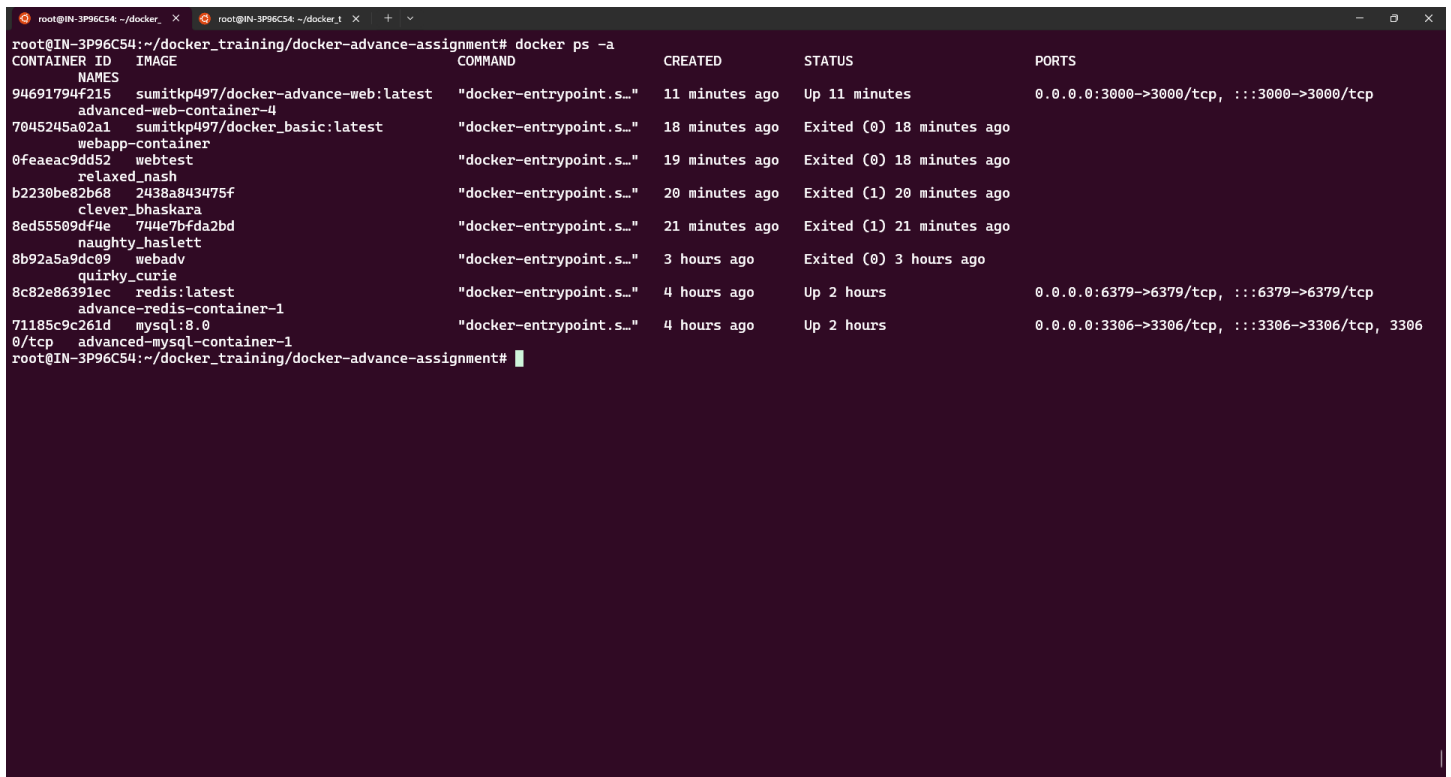 root@IN-3P96C54: ~/docker_
root@IN-3P96C54: ~/docker_t
root@IN-3P96C54:~/docker_training/docker-advance-assignment# docker ps -a
CONTAINER ID   IMAGE                                  COMMAND                  CREATED          STATUS                      PORTS
        NAMES
94691794f215   sumitkp497/docker-advance-web:latest   "docker-entrypoint.s…"   11 minutes ago   Up 11 minutes               0.0.0.0:3000->3000/tcp, :::3000->3000/tcp
        advanced-web-container-4
7045245a02a1   sumitkp497/docker_basic:latest         "docker-entrypoint.s…"   18 minutes ago   Exited (0) 18 minutes ago
        webapp-container
0feaeac9dd52   webtest                                "docker-entrypoint.s…"   19 minutes ago   Exited (0) 18 minutes ago
        relaxed_nash
b2230be82b68   2438a843475f                           "docker-entrypoint.s…"   20 minutes ago   Exited (1) 20 minutes ago
        clever_bhaskara
8ed55509df4e   744e7bfda2bd                           "docker-entrypoint.s…"   21 minutes ago   Exited (1) 21 minutes ago
        naughty_haslett
8b92a5a9dc09   webadv                                 "docker-entrypoint.s…"   3 hours ago      Exited (0) 3 hours ago
        quirky_curie
8c82e86391ec   redis:latest                           "docker-entrypoint.s…"   4 hours ago      Up 2 hours                  0.0.0.0:6379->6379/tcp, :::6379->6379/tcp
        advance-redis-container-1
71185c9c261d   mysql:8.0                              "docker-entrypoint.s…"   4 hours ago      Up 2 hours                  0.0.0.0:3306->3306/tcp, :::3306->3306/tcp, 3306
0/tcp   advanced-mysql-container-1
root@IN-3P96C54:~/docker_training/docker-advance-assignment#